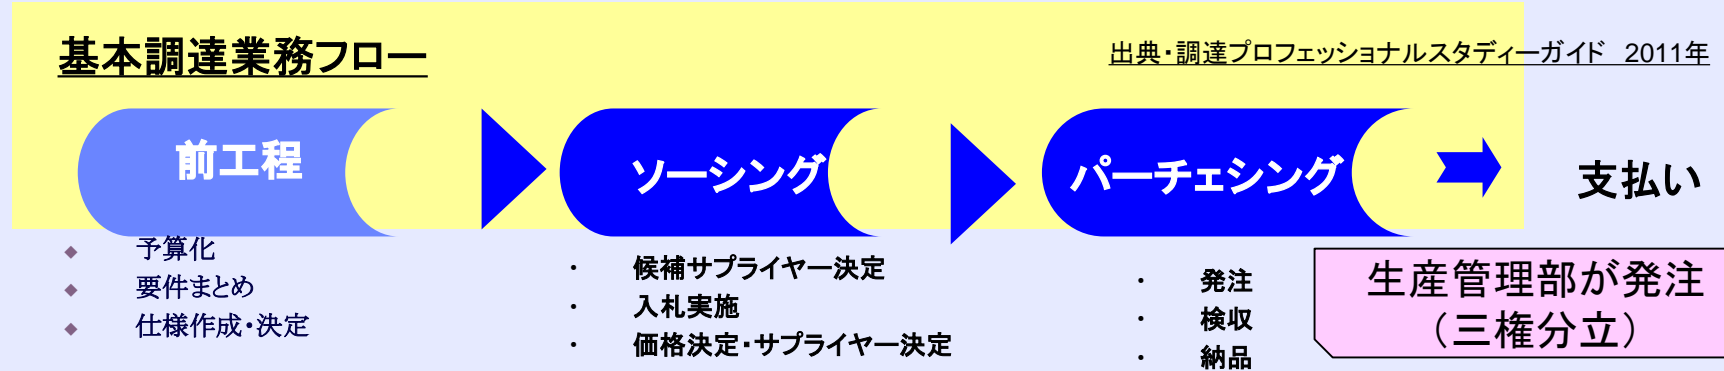 基本調達業務フロー
出典・調達プロフェッショナルスタディーガイド　2011年
前工程
ソーシング
パーチェシング
支払い
◆ 予算化
◆ 要件まとめ
◆ 仕様作成・決定
・ 候補サプライヤー決定
・ 入札実施
・ 価格決定・サプライヤー決定
・ 発注
・ 検収
・ 納品
生産管理部が発注
（三権分立）